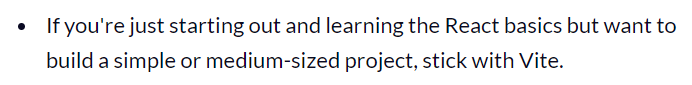 • If you're just starting out and learning the React basics but want to
build a simple or medium-sized project, stick with Vite.